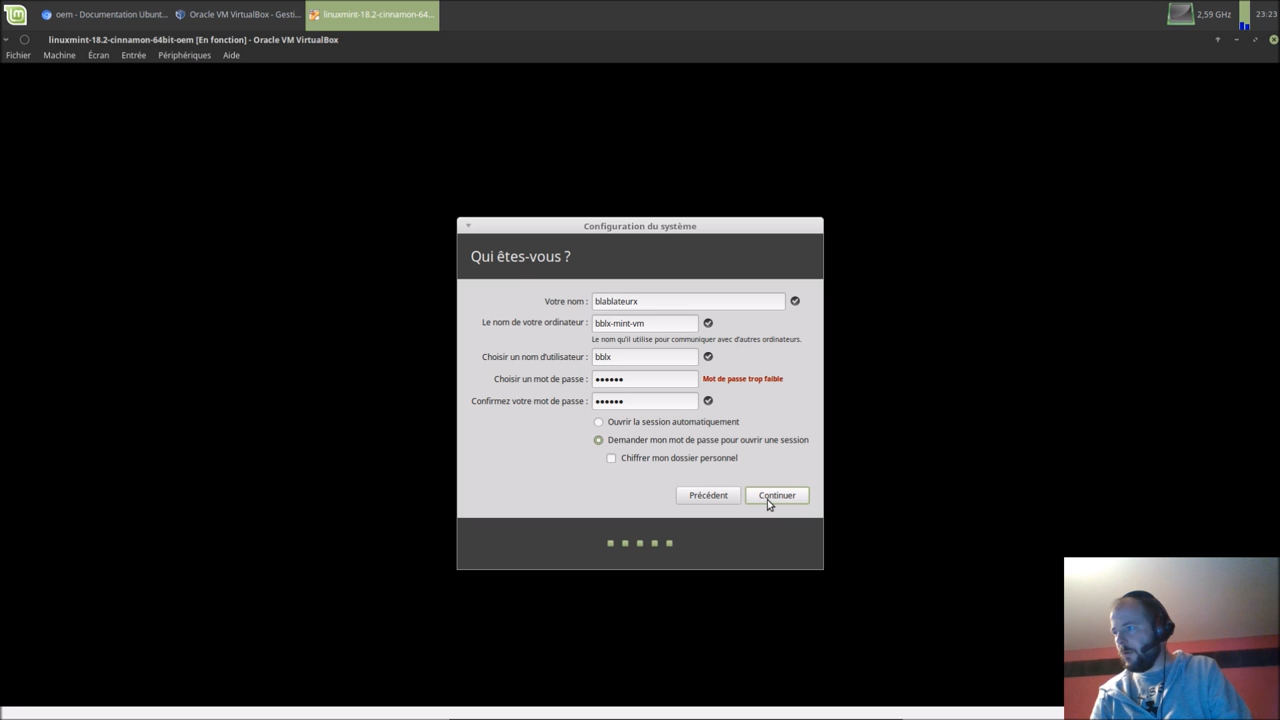 oem - Documentation Ubunt...
Oracle VM VirtualBox - Gesti...
linuxmint-18.2-cinnamon-64...
2,59 GHz
23:23
linuxmint-18.2-cinnamon-64bit-oem [En fonction] - Oracle VM VirtualBox
Fichier Machine Écran Entrée Périphériques Aide
Configuration du système
Qui êtes-vous ?
Votre nom : blablateurx
Le nom de votre ordinateur : bblx-mint-vm
Le nom qu'il utilise pour communiquer avec d'autres ordinateurs.
Choisir un nom d'utilisateur : bblx
Choisir un mot de passe : •••••• Mot de passe trop faible
Confirmez votre mot de passe : ••••••
Ouvrir la session automatiquement
Demander mon mot de passe pour ouvrir une session
Chiffrer mon dossier personnel
Précédent Continuer